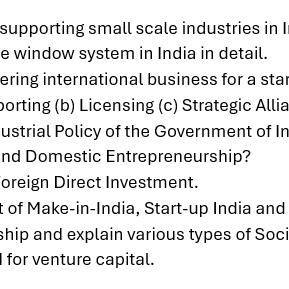 supporting small scale industries in I
e window system in India in detail.
ering international business for a star
porting (b) Licensing (c) Strategic Allia
ustrial Policy of the Government of In
nd Domestic Entrepreneurship?
oreign Direct Investment.
t of Make-in-India, Start-up India and
ship and explain various types of Soci
l for venture capital.